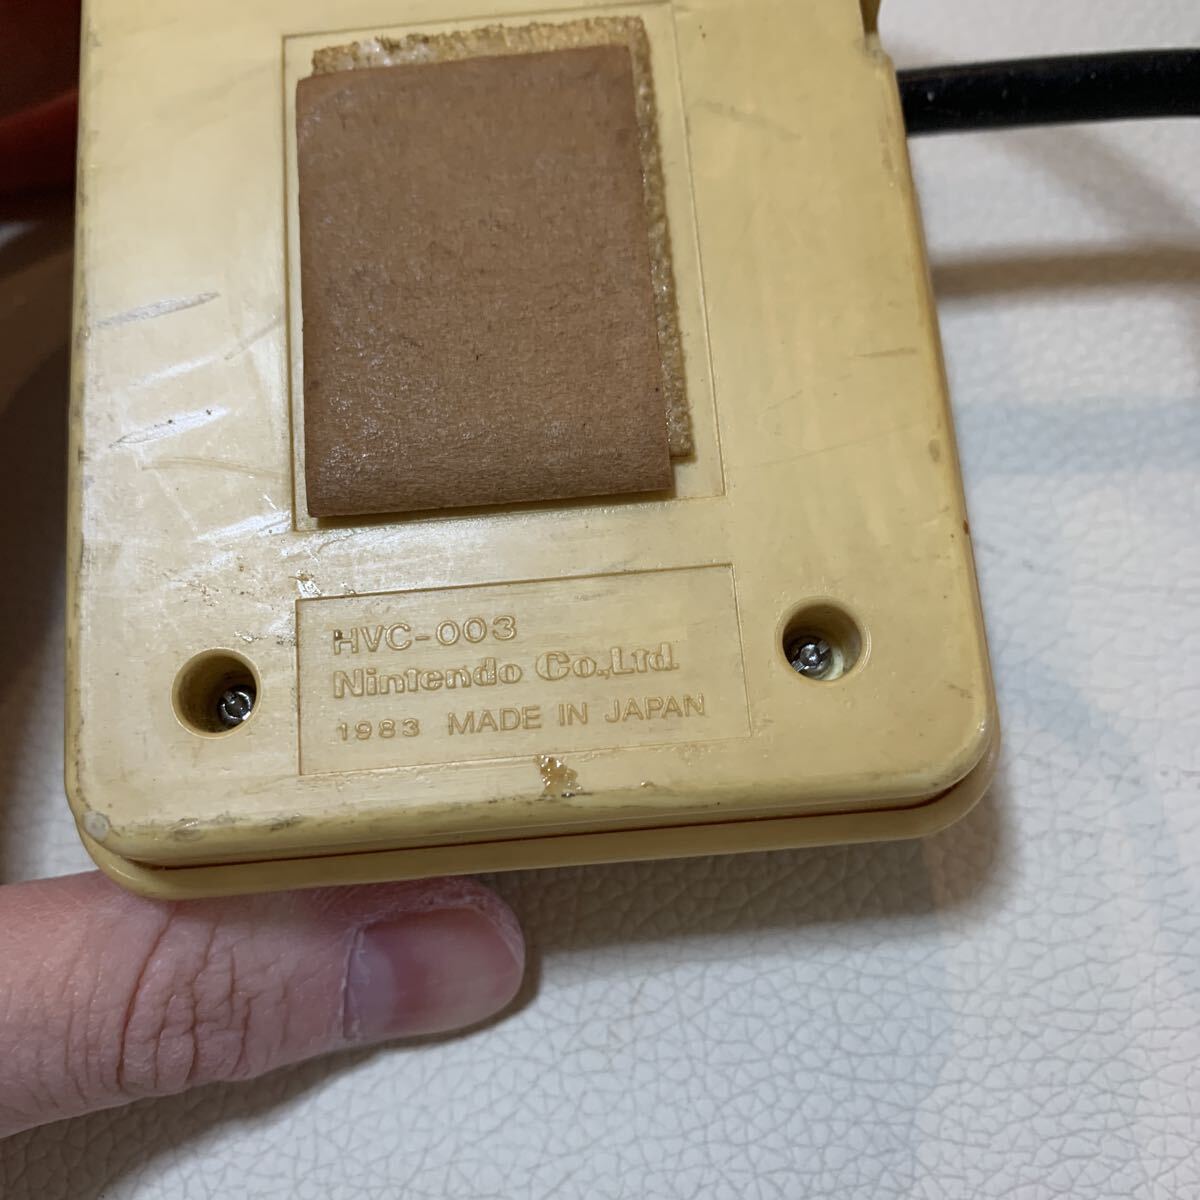 HVC-003
Nintendo Co.,Ltd.
1983 MADE IN JAPAN